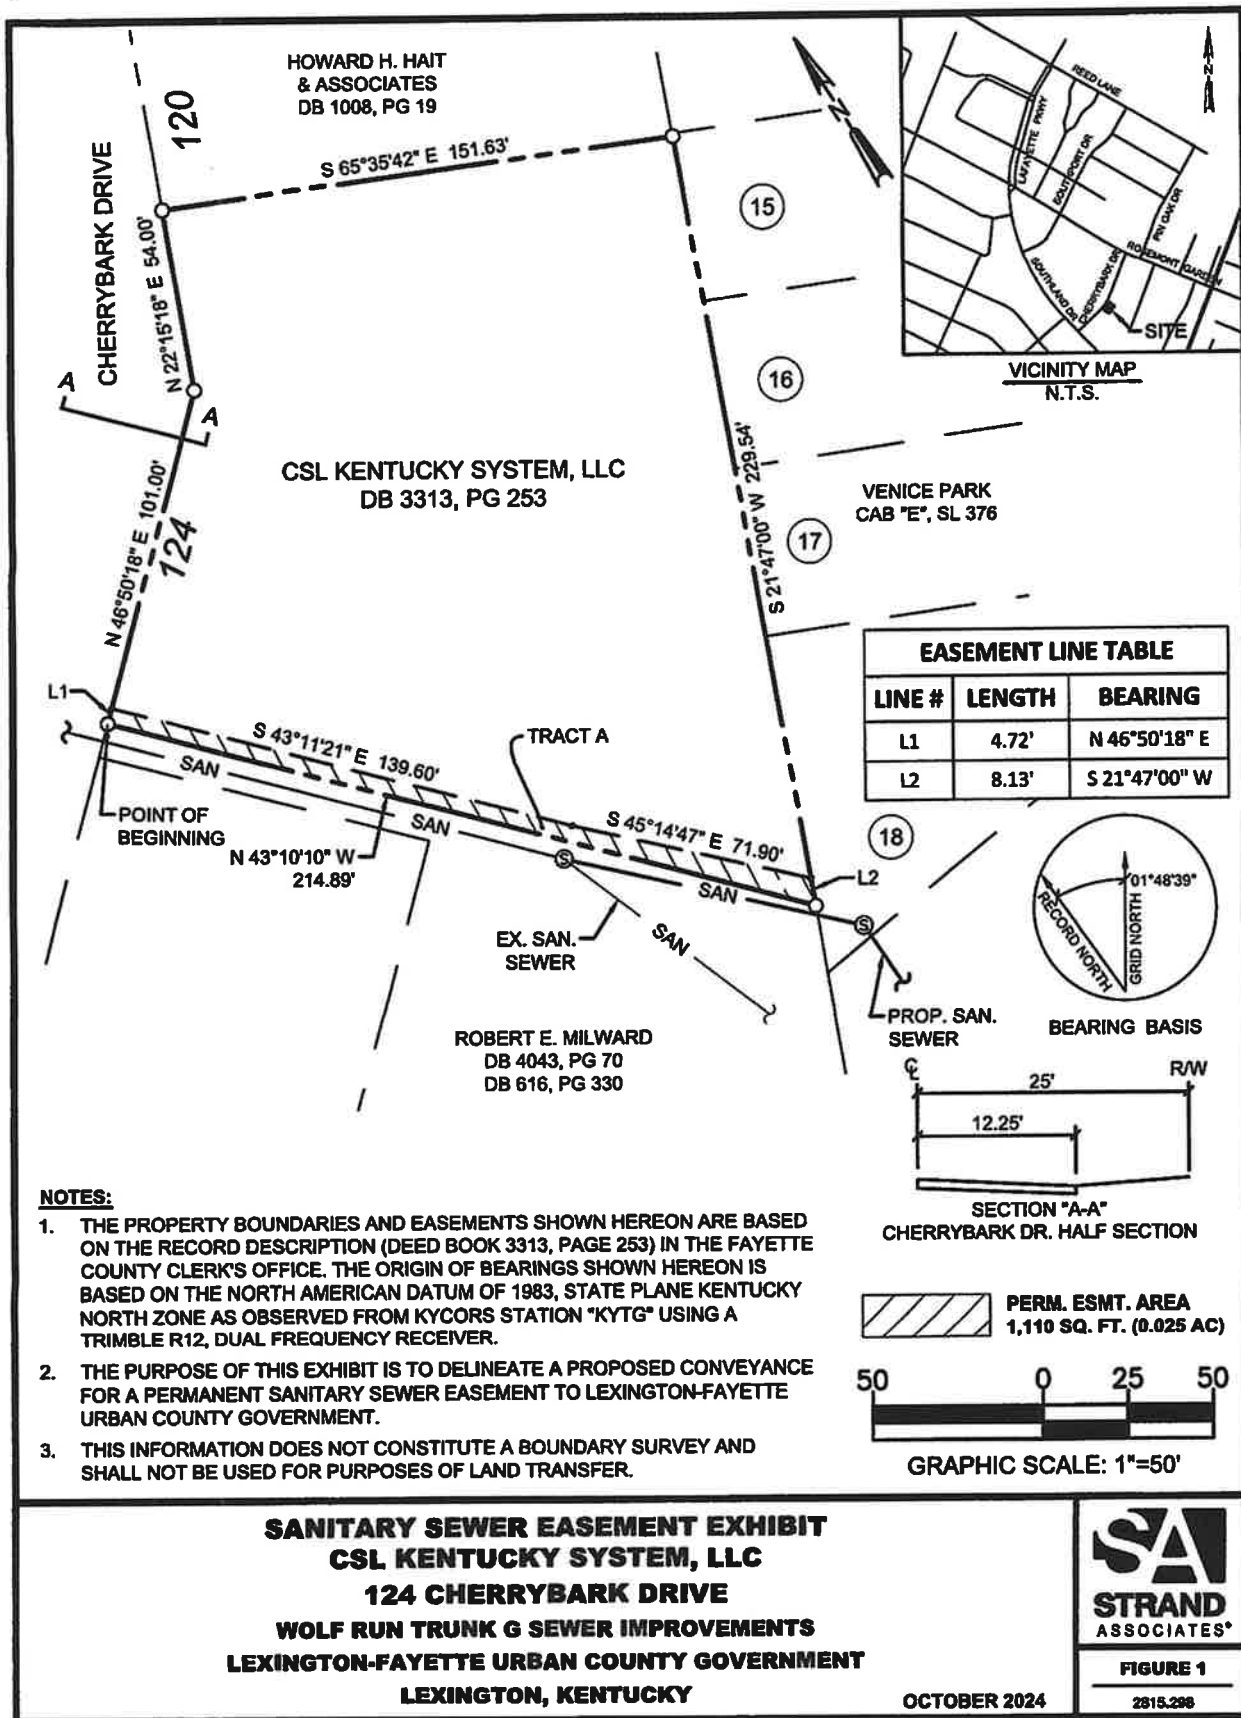 HOWARD H. HAIT
& ASSOCIATES
DB 1008, PG 19
120
CHERRYBARK DRIVE
S 65°35'42" E 151.63'
N 22°15'18" E 54.00'
A
A
N 46°50'18" E 101.00'
124
CSL KENTUCKY SYSTEM, LLC
DB 3313, PG 253
N
15
16
17
18
S 21°47'00" W 229.54'
VENICE PARK
CAB "E", SL 376
N
REED LANE
LAFAYETTE PKWY
SOUTHPORT DR
PIN OAK DR
ROSEMONT GARDEN
SOUTHLAND DR
CHERRYBARK DR
SITE
VICINITY MAP
N.T.S.
EASEMENT LINE TABLE
LINE # LENGTH BEARING
L1 4.72' N 46°50'18" E
L2 8.13' S 21°47'00" W
L1
S 43°11'21" E 139.60'
TRACT A
SAN
SAN
S 45°14'47" E 71.90'
SAN
L2
POINT OF
BEGINNING
N 43°10'10" W
214.89'
S
S
EX. SAN.
SEWER
SAN
PROP. SAN.
SEWER
ROBERT E. MILWARD
DB 4043, PG 70
DB 616, PG 330
01°48'39"
RECORD NORTH
GRID NORTH
BEARING BASIS
℄
R/W
25'
12.25'
SECTION "A-A"
CHERRYBARK DR. HALF SECTION
NOTES:
1. THE PROPERTY BOUNDARIES AND EASEMENTS SHOWN HEREON ARE BASED
ON THE RECORD DESCRIPTION (DEED BOOK 3313, PAGE 253) IN THE FAYETTE
COUNTY CLERK'S OFFICE. THE ORIGIN OF BEARINGS SHOWN HEREON IS
BASED ON THE NORTH AMERICAN DATUM OF 1983, STATE PLANE KENTUCKY
NORTH ZONE AS OBSERVED FROM KYCORS STATION "KYTG" USING A
TRIMBLE R12, DUAL FREQUENCY RECEIVER.
2. THE PURPOSE OF THIS EXHIBIT IS TO DELINEATE A PROPOSED CONVEYANCE
FOR A PERMANENT SANITARY SEWER EASEMENT TO LEXINGTON-FAYETTE
URBAN COUNTY GOVERNMENT.
3. THIS INFORMATION DOES NOT CONSTITUTE A BOUNDARY SURVEY AND
SHALL NOT BE USED FOR PURPOSES OF LAND TRANSFER.
PERM. ESMT. AREA
1,110 SQ. FT. (0.025 AC)
50 0 25 50
GRAPHIC SCALE: 1"=50'
SANITARY SEWER EASEMENT EXHIBIT
CSL KENTUCKY SYSTEM, LLC
124 CHERRYBARK DRIVE
WOLF RUN TRUNK G SEWER IMPROVEMENTS
LEXINGTON-FAYETTE URBAN COUNTY GOVERNMENT
LEXINGTON, KENTUCKY
OCTOBER 2024
SA
STRAND
ASSOCIATES®
FIGURE 1
2815.298